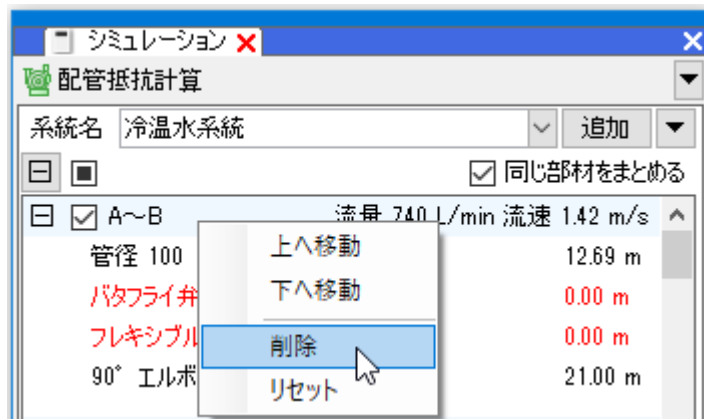 シミュレーション
配管抵抗計算
系統名 冷温水系統 追加
同じ部材をまとめる
A～B 流量 740 L/min 流速 1.42 m/s
管径 100 12.69 m
バタフライ弁 0.00 m
フレキシブル 0.00 m
90° エルボ 21.00 m
上へ移動
下へ移動
削除
リセット